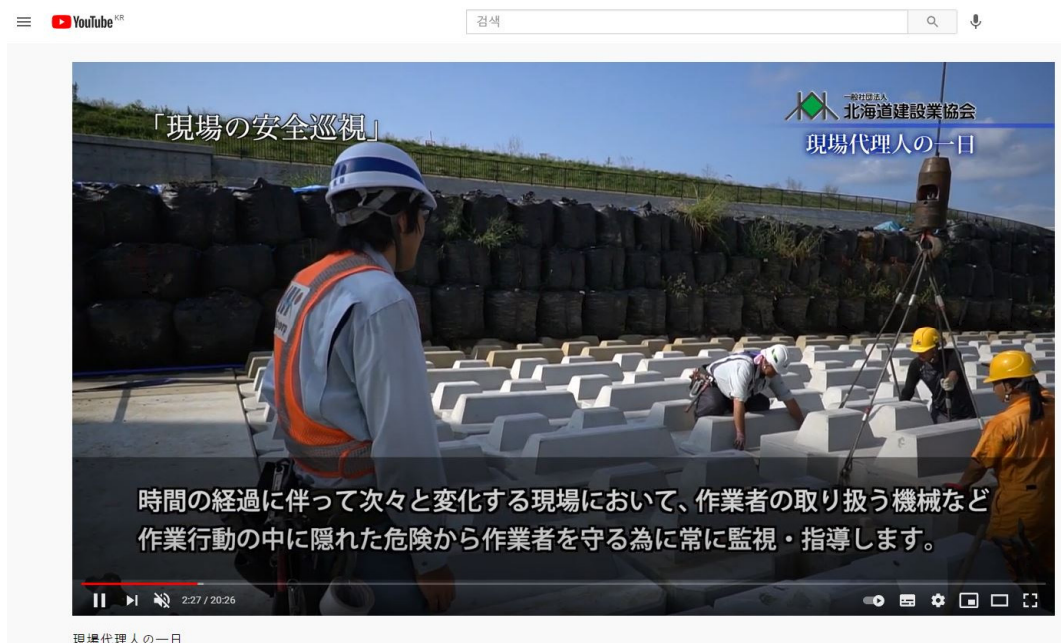 YouTube KR
검색
「現場の安全巡視」
一般社団法人
北海道建設業協会
現場代理人の一日
時間の経過に伴って次々と変化する現場において、作業者の取り扱う機械など
作業行動の中に隠れた危険から作業者を守る為に常に監視・指導します。
2:27 / 20:26
現場代理人の一日